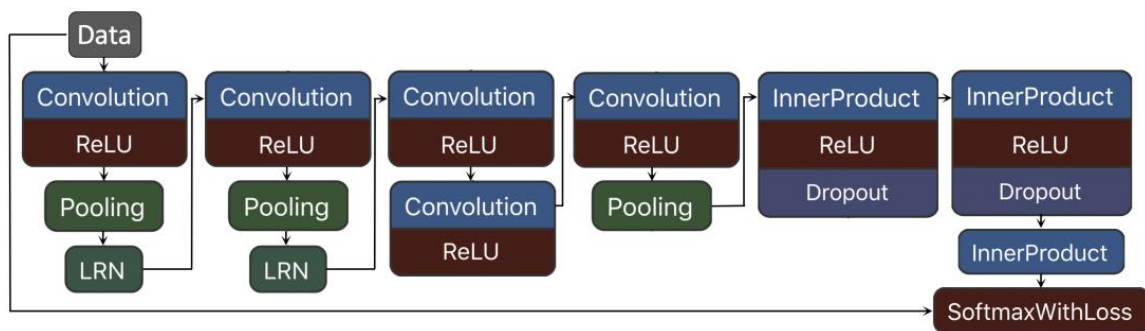 Data
Convolution
ReLU
Pooling
LRN
Convolution
ReLU
Pooling
LRN
Convolution
ReLU
Convolution
ReLU
Convolution
ReLU
Pooling
InnerProduct
ReLU
Dropout
InnerProduct
ReLU
Dropout
InnerProduct
SoftmaxWithLoss